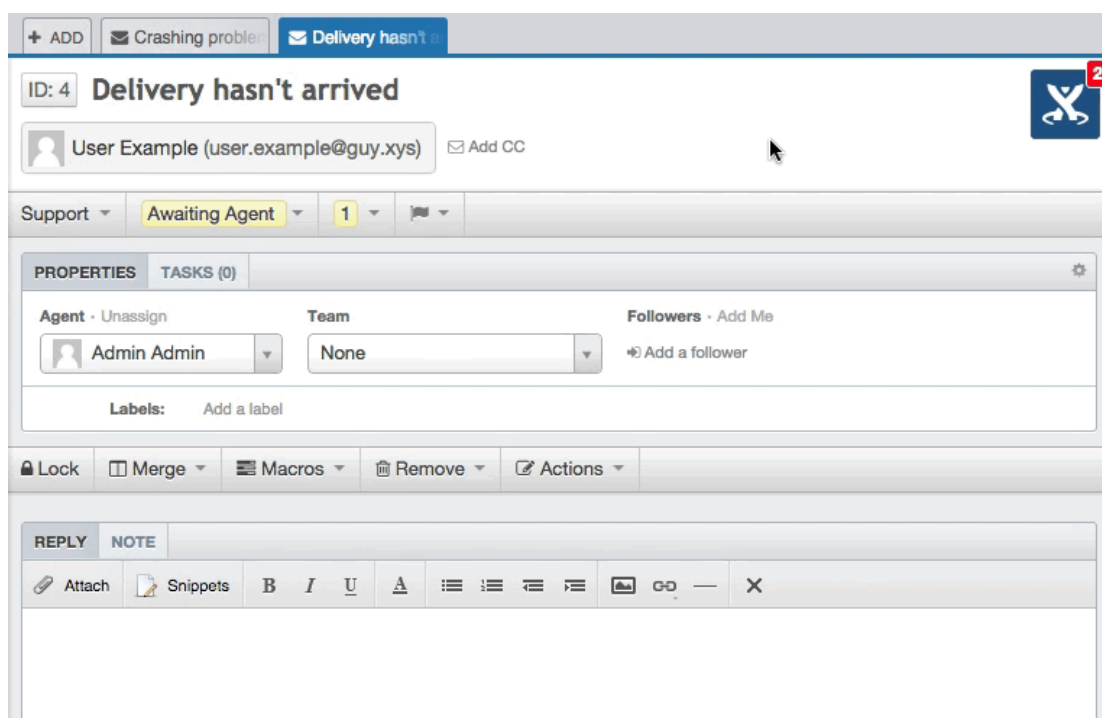 + ADD Crashing problem Delivery hasn't a
ID: 4 Delivery hasn't arrived
2
User Example (user.example@guy.xys) Add CC
Support Awaiting Agent 1
PROPERTIES TASKS (0)
Agent · Unassign Team Followers · Add Me
Admin Admin None Add a follower
Labels: Add a label
Lock Merge Macros Remove Actions
REPLY NOTE
Attach Snippets B I U A